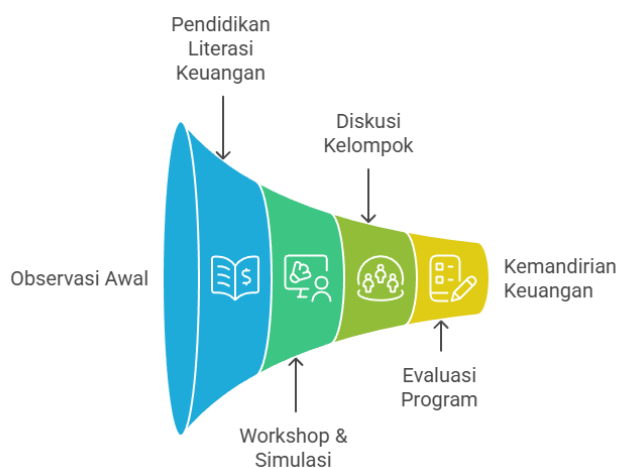 Pendidikan
Literasi
Keuangan
Diskusi
Kelompok
Observasi Awal
$
Kemandirian
Keuangan
Evaluasi
Program
Workshop &
Simulasi